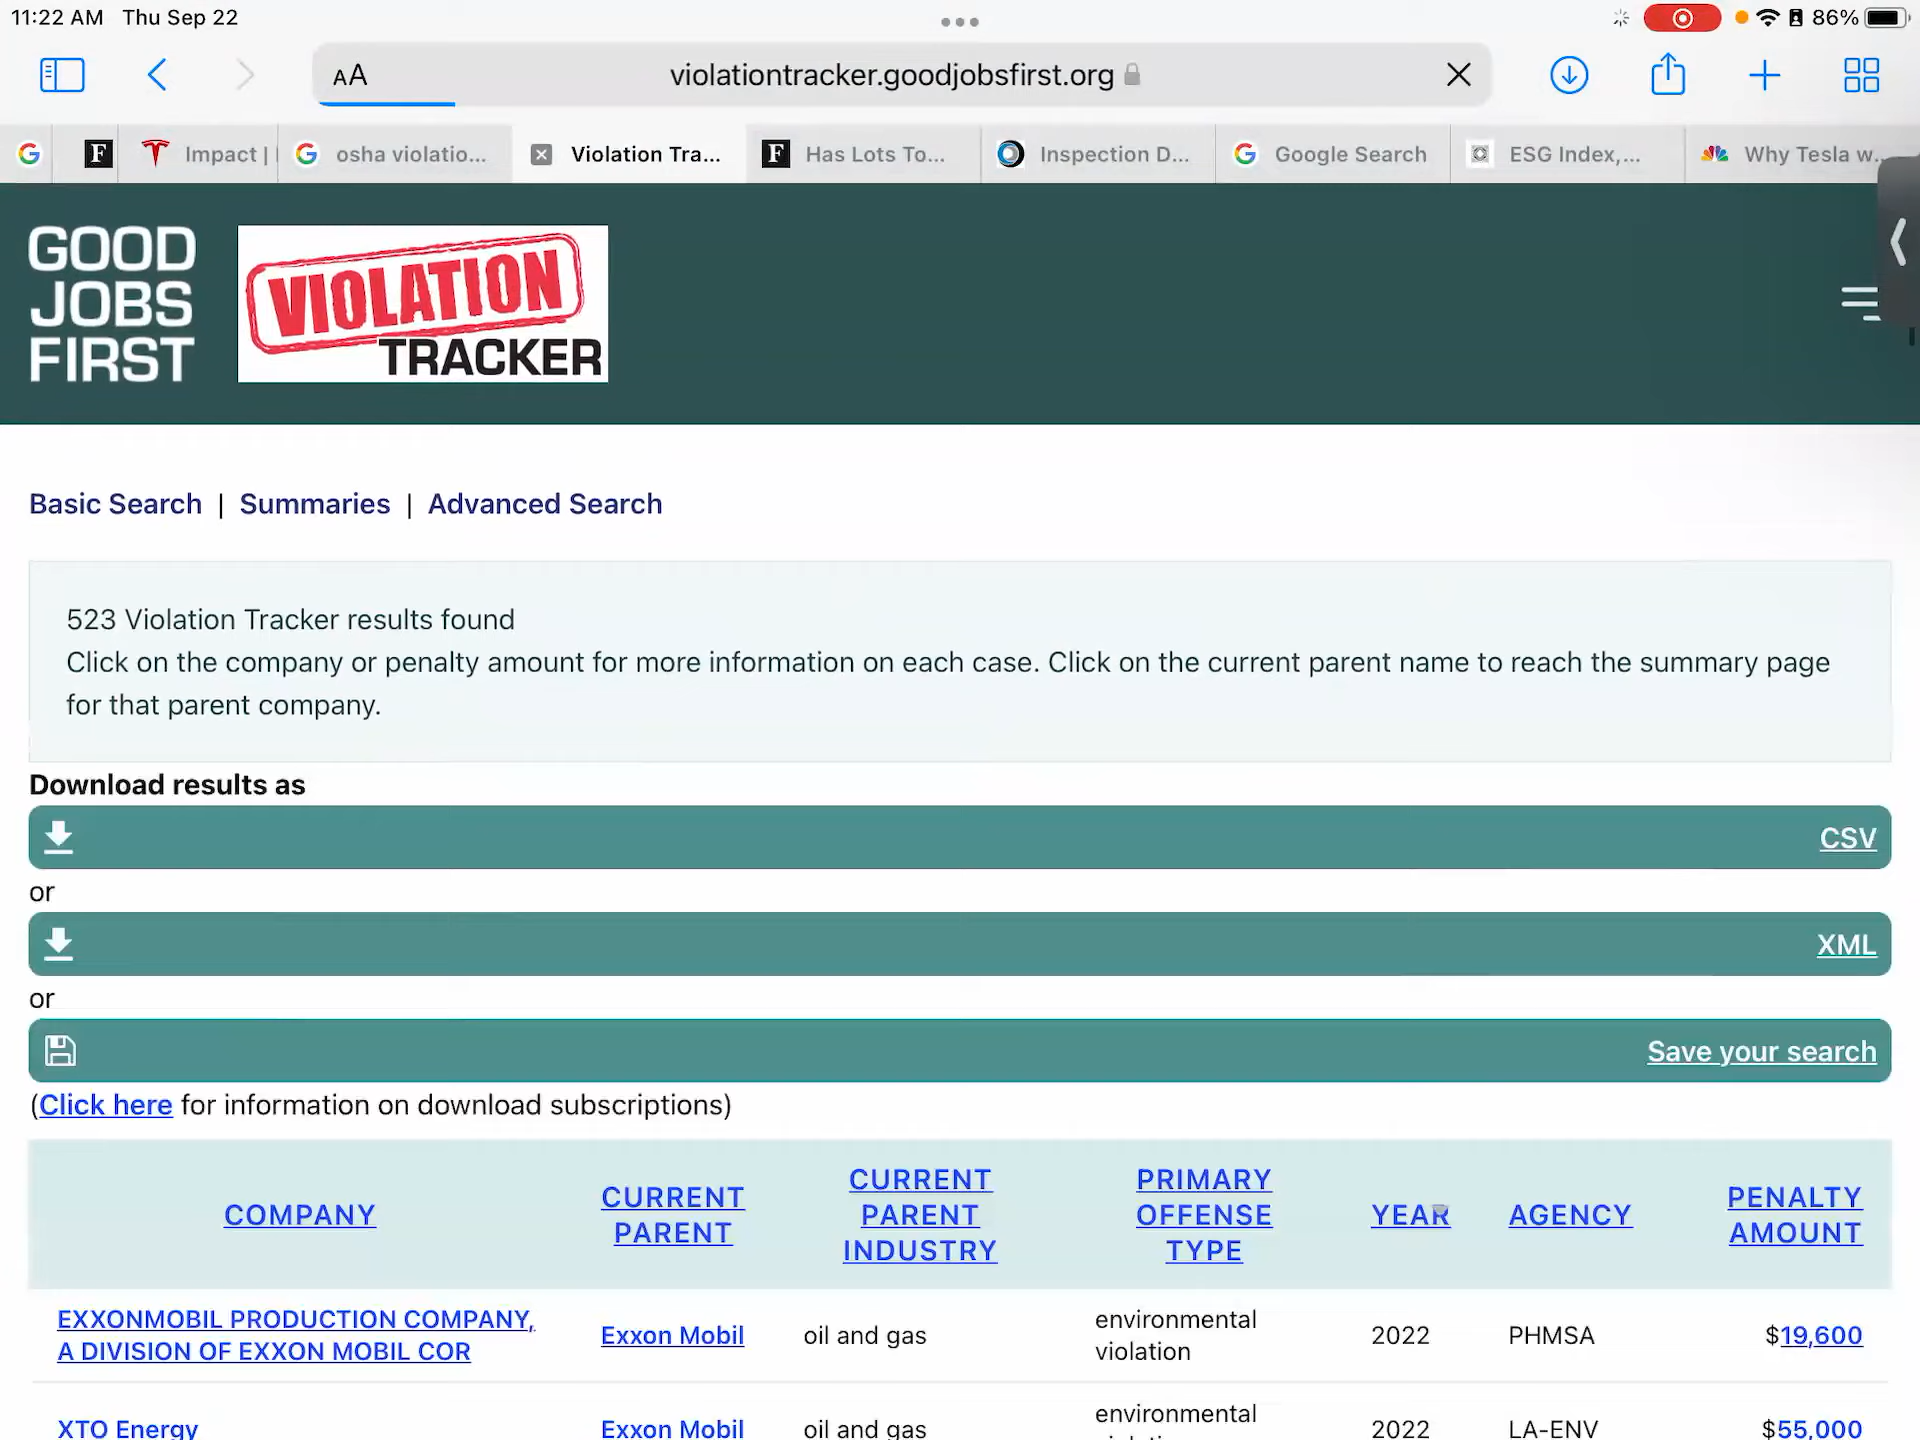 11:22 AM Thu Sep 22
86%
AA violationtracker.goodjobsfirst.org
Impact |
osha violatio...
Violation Tra...
Has Lots To...
Inspection D...
Google Search
ESG Index,...
Why Tesla w...
GOOD
JOBS
FIRST
VIOLATION
TRACKER
Basic Search | Summaries | Advanced Search
523 Violation Tracker results found
Click on the company or penalty amount for more information on each case. Click on the current parent name to reach the summary page
for that parent company.
Download results as
CSV
or
XML
or
Save your search
(Click here for information on download subscriptions)
COMPANY
CURRENT
PARENT
CURRENT
PARENT
INDUSTRY
PRIMARY
OFFENSE
TYPE
YEAR
AGENCY
PENALTY
AMOUNT
EXXONMOBIL PRODUCTION COMPANY,
A DIVISION OF EXXON MOBIL COR
Exxon Mobil
oil and gas
environmental
violation
2022
PHMSA
$19,600
XTO Energy
Exxon Mobil
oil and gas
environmental
2022
LA-ENV
$55,000